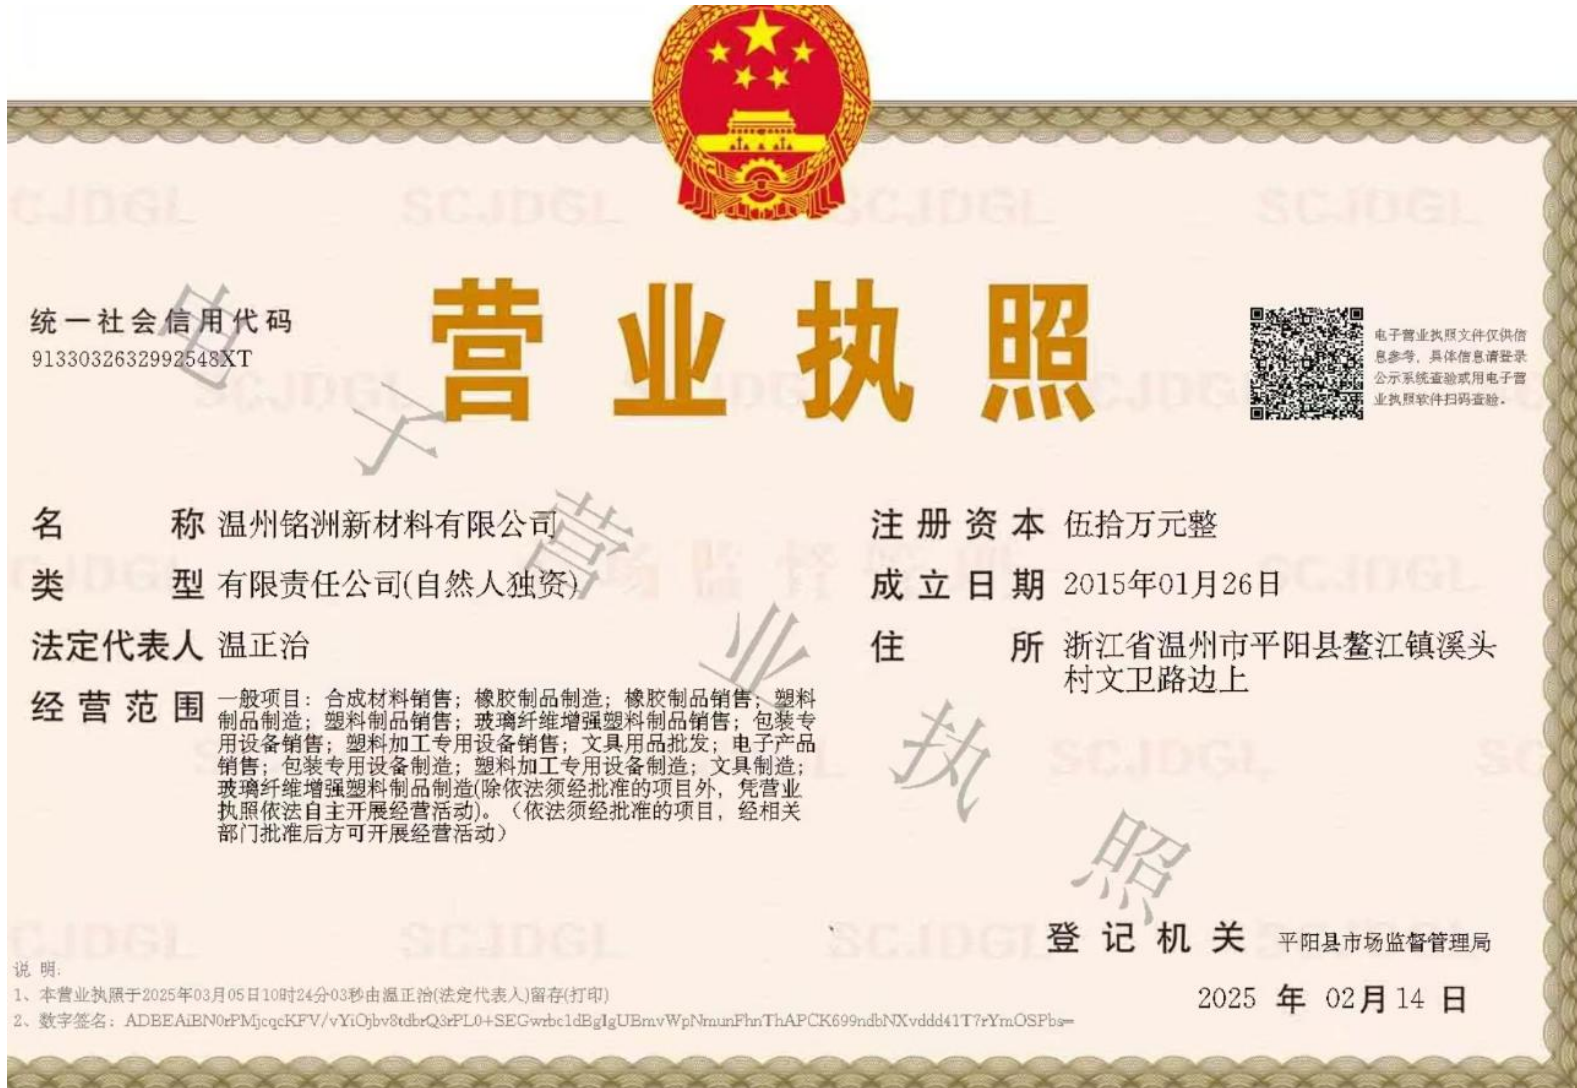 营业执照
统一社会信用代码
9133032632992548XT
电子营业执照文件仅供信
息参考，具体信息请登录
公示系统查验或用电子营
业执照软件扫码查验。
名称 温州铭洲新材料有限公司
类型 有限责任公司(自然人独资)
法定代表人 温正治
经营范围 一般项目：合成材料销售；橡胶制品制造；橡胶制品销售；塑料
制品制造；塑料制品销售；玻璃纤维增强塑料制品销售；包装专
用设备销售；塑料加工专用设备销售；文具用品批发；电子产品
销售；包装专用设备制造；塑料加工专用设备制造；文具制造；
玻璃纤维增强塑料制品制造(除依法须经批准的项目外，凭营业
执照依法自主开展经营活动)。（依法须经批准的项目，经相关
部门批准后方可开展经营活动）
注册资本 伍拾万元整
成立日期 2015年01月26日
住所 浙江省温州市平阳县鳌江镇溪头
村文卫路边上
登记机关 平阳县市场监督管理局
2025 年 02月14 日
说明:
1、本营业执照于2025年03月05日10时24分03秒由温正治(法定代表人)留存(打印)
2、数字签名：
电子营业执照
SCJDGL